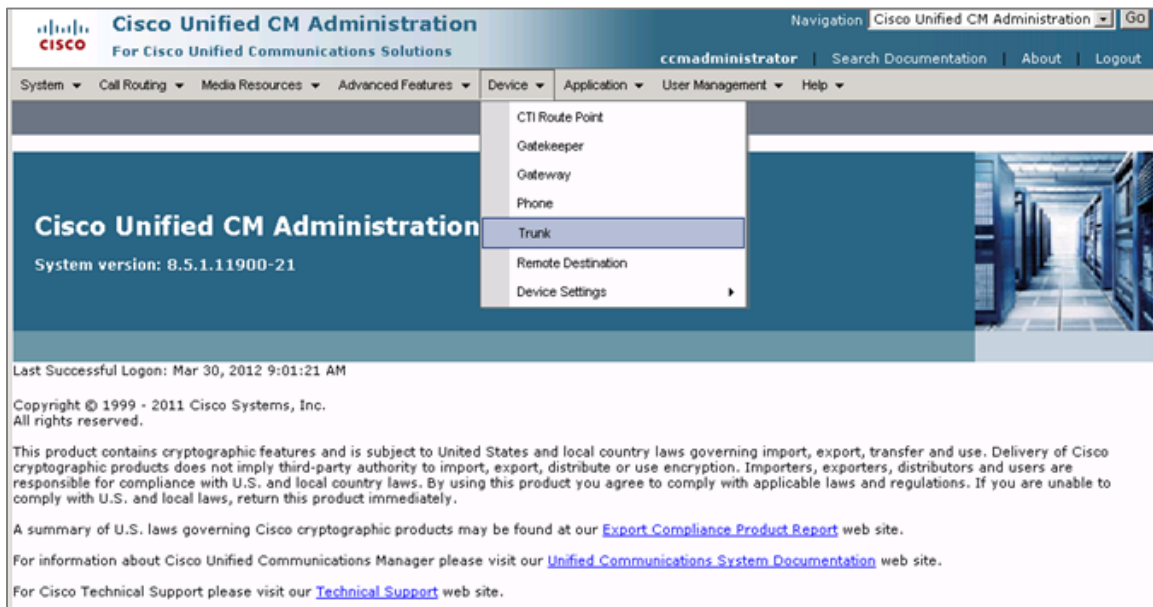 Cisco Unified CM Administration
Navigation Cisco Unified CM Administration Go
CISCO
For Cisco Unified Communications Solutions
ccmadministrator | Search Documentation | About | Logout
System Call Routing Media Resources Advanced Features Device Application User Management Help
CTI Route Point
Gatekeeper
Gateway
Phone
Trunk
Remote Destination
Device Settings
Cisco Unified CM Administration
System version: 8.5.1.11900-21
Last Successful Logon: Mar 30, 2012 9:01:21 AM
Copyright © 1999 - 2011 Cisco Systems, Inc.
All rights reserved.
This product contains cryptographic features and is subject to United States and local country laws governing import, export, transfer and use. Delivery of Cisco
cryptographic products does not imply third-party authority to import, export, distribute or use encryption. Importers, exporters, distributors and users are
responsible for compliance with U.S. and local country laws. By using this product you agree to comply with applicable laws and regulations. If you are unable to
comply with U.S. and local laws, return this product immediately.
A summary of U.S. laws governing Cisco cryptographic products may be found at our Export Compliance Product Report web site.
For information about Cisco Unified Communications Manager please visit our Unified Communications System Documentation web site.
For Cisco Technical Support please visit our Technical Support web site.